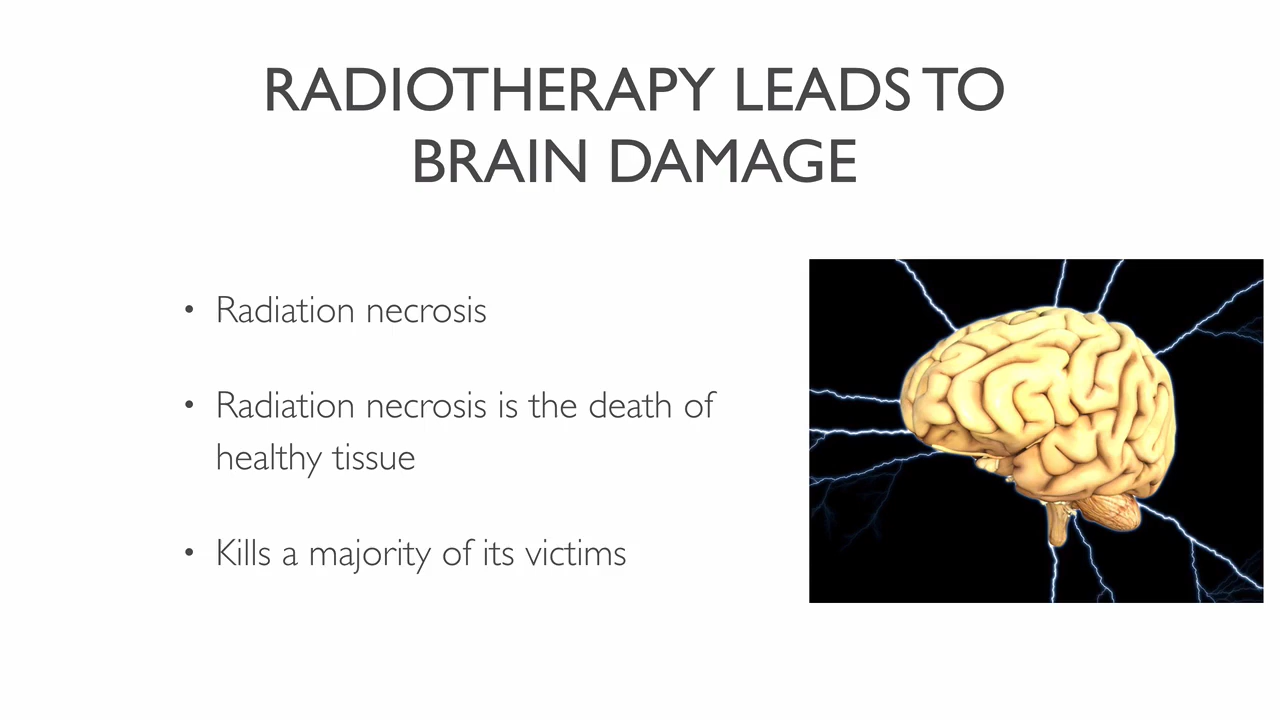 RADIOTHERAPY LEADS TO
BRAIN DAMAGE
• Radiation necrosis
• Radiation necrosis is the death of
healthy tissue
• Kills a majority of its victims